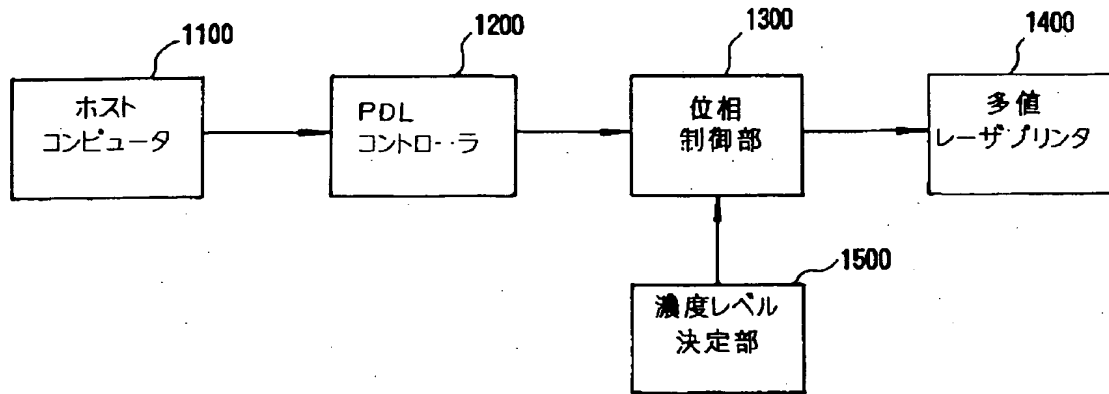 1100
1200
1300
1400
ホスト
コンピュータ
PDL
コントローラ
位相
制御部
多値
レーザプリンタ
1500
濃度レベル
決定部